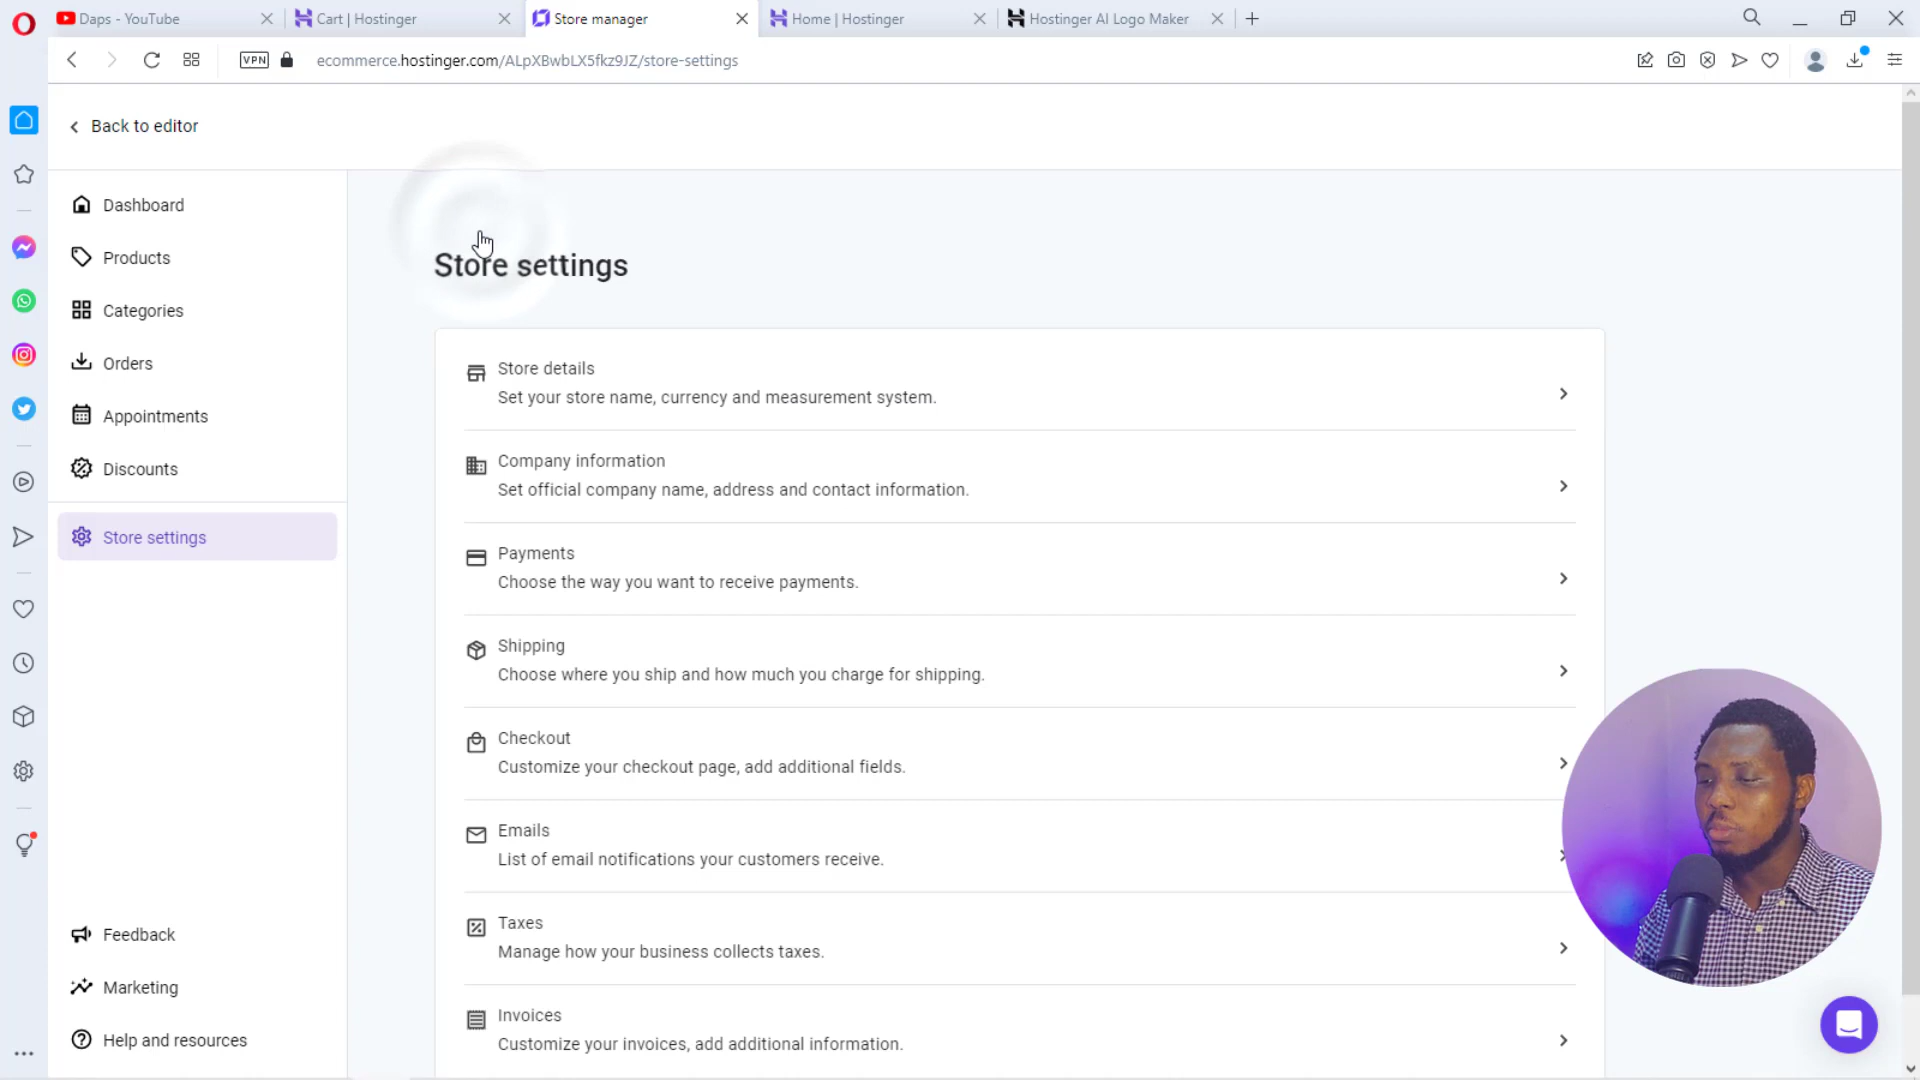 Daps - YouTube
Cart | Hostinger
Store manager
Home | Hostinger
Hostinger AI Logo Maker
VPN
ecommerce.hostinger.com/ALpXBwbLX5fkz9JZ/store-settings
Back to editor
Dashboard
Products
Categories
Orders
Appointments
Discounts
Store settings
Feedback
Marketing
Help and resources
Store settings
Store details
Set your store name, currency and measurement system.
Company information
Set official company name, address and contact information.
Payments
Choose the way you want to receive payments.
Shipping
Choose where you ship and how much you charge for shipping.
Checkout
Customize your checkout page, add additional fields.
Emails
List of email notifications your customers receive.
Taxes
Manage how your business collects taxes.
Invoices
Customize your invoices, add additional information.